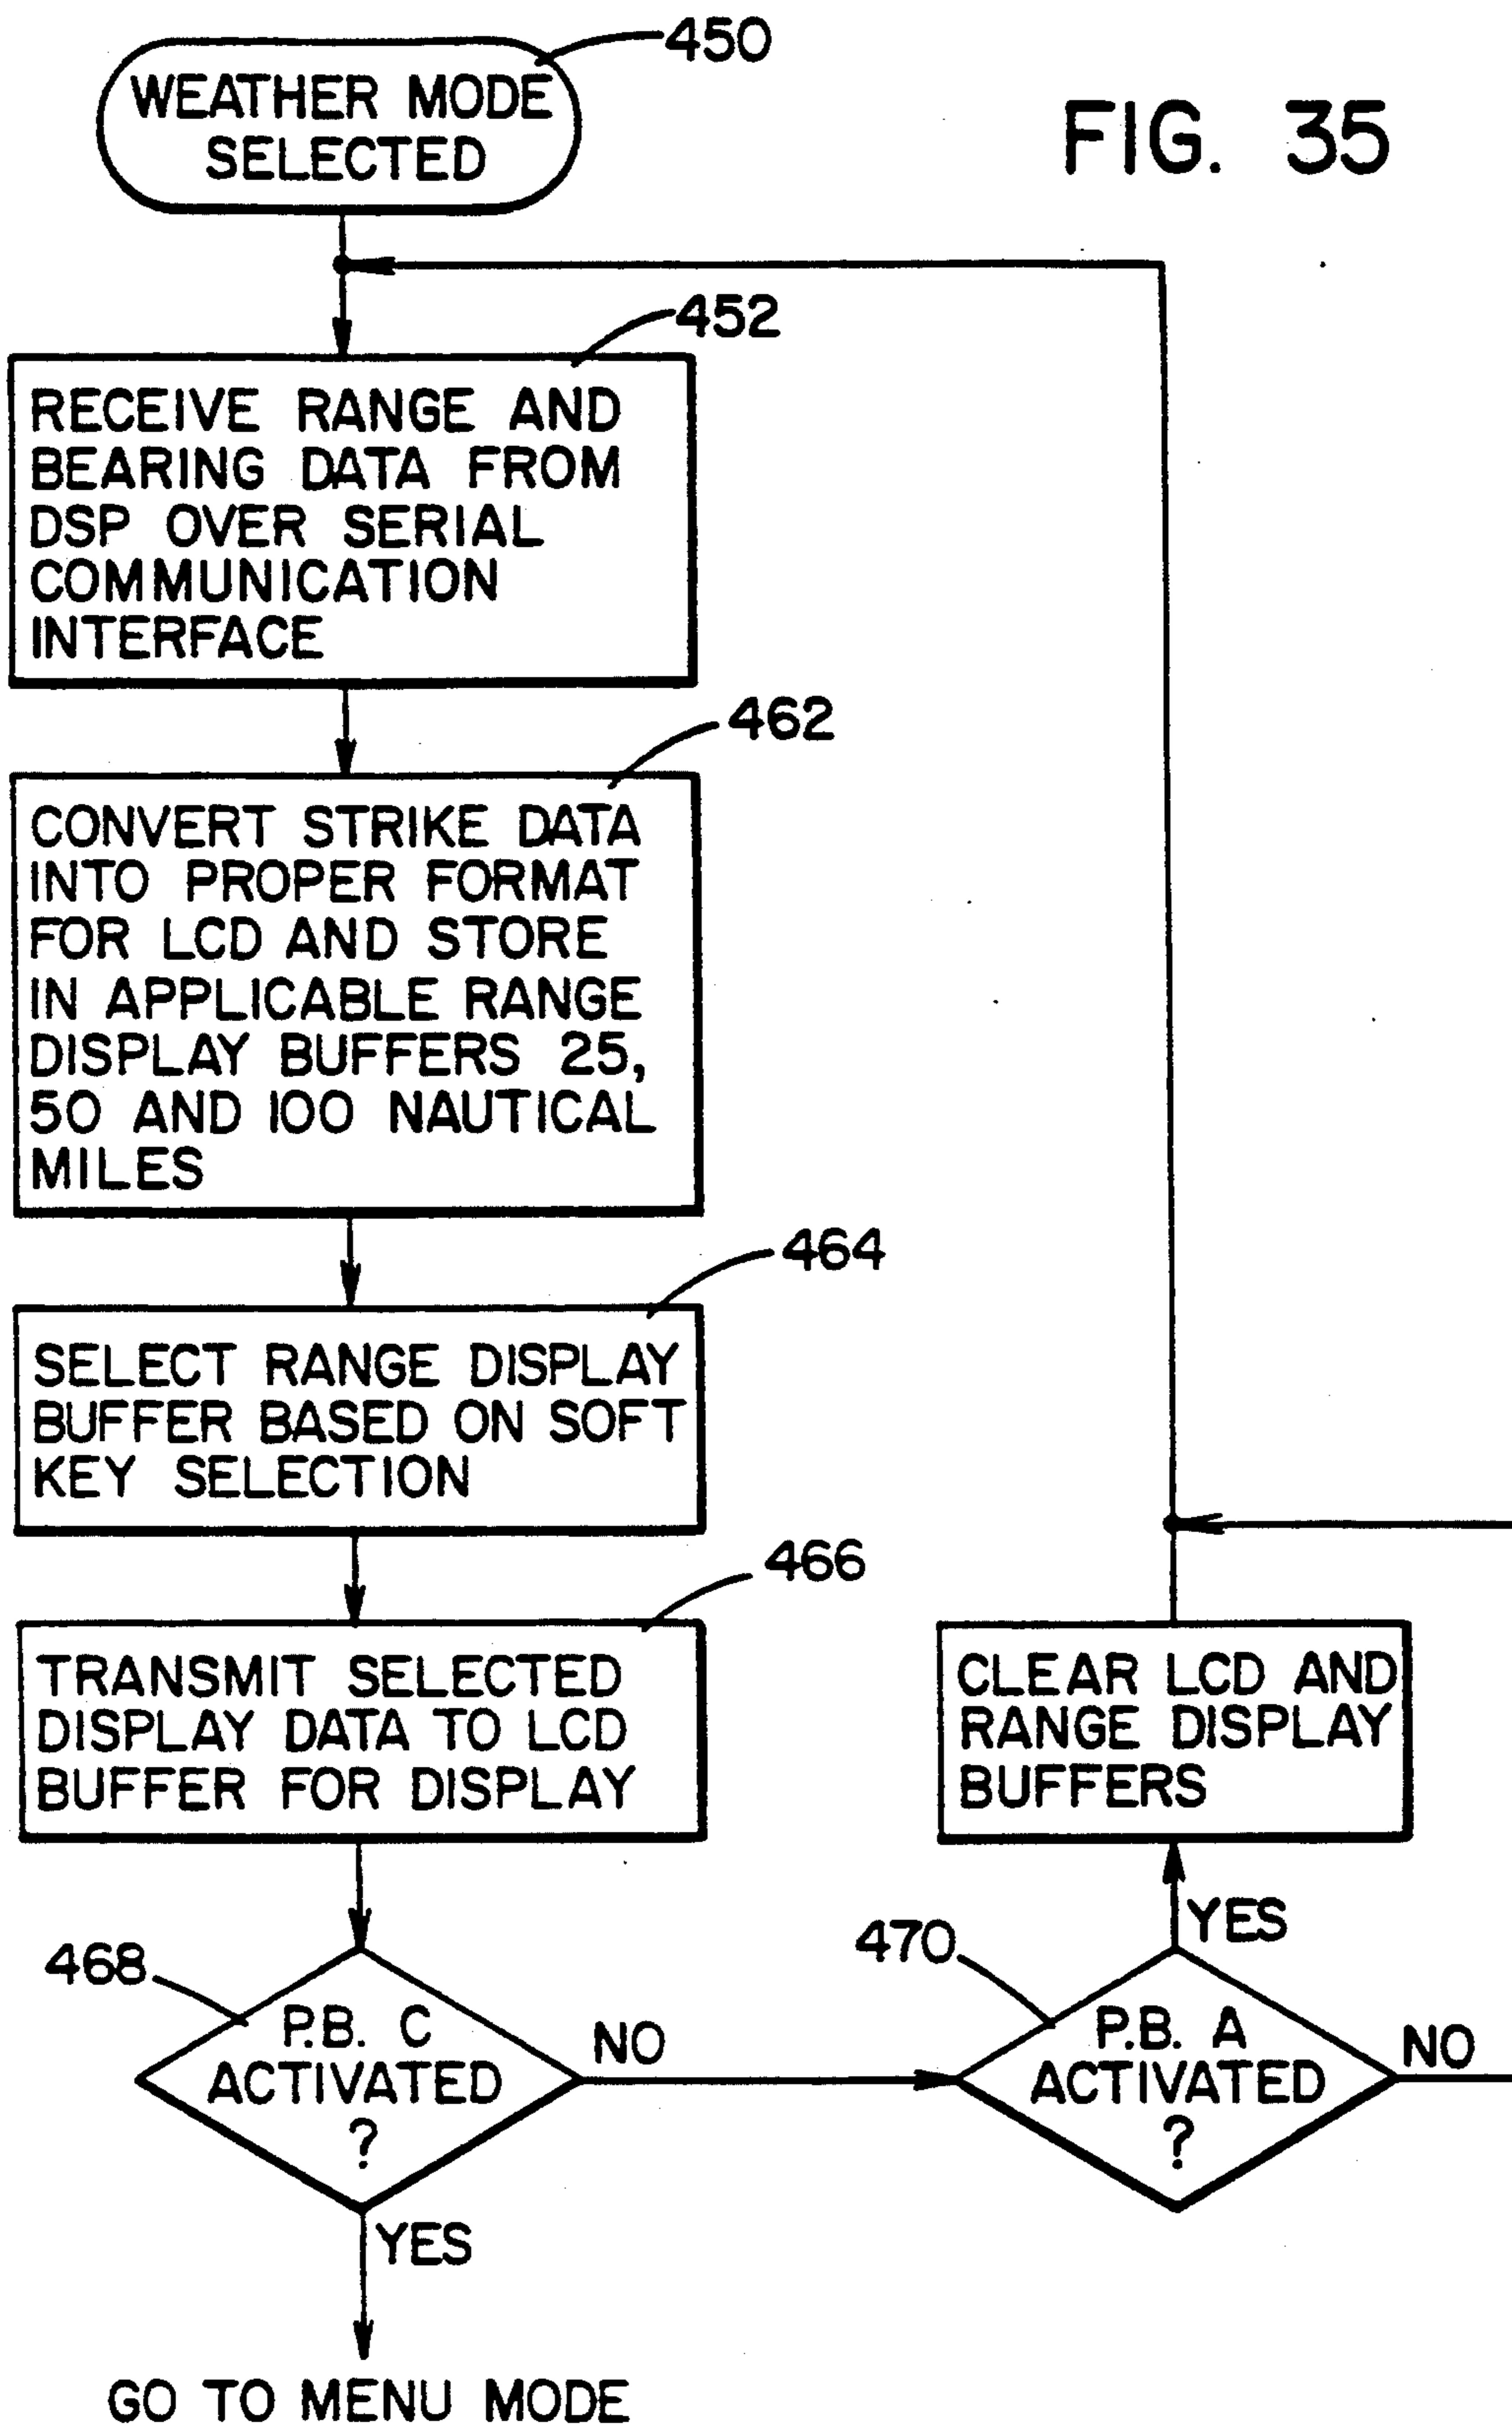 450
WEATHER MODE
SELECTED
FIG. 35
452
RECEIVE RANGE AND
BEARING DATA FROM
DSP OVER SERIAL
COMMUNICATION
INTERFACE
462
CONVERT STRIKE DATA
INTO PROPER FORMAT
FOR LCD AND STORE
IN APPLICABLE RANGE
DISPLAY BUFFERS 25,
50 AND 100 NAUTICAL
MILES
464
SELECT RANGE DISPLAY
BUFFER BASED ON SOFT
KEY SELECTION
466
TRANSMIT SELECTED
DISPLAY DATA TO LCD
BUFFER FOR DISPLAY
CLEAR LCD AND
RANGE DISPLAY
BUFFERS
YES
468
P.B. C
ACTIVATED
?
NO
470
P.B. A
ACTIVATED
?
NO
YES
GO TO MENU MODE